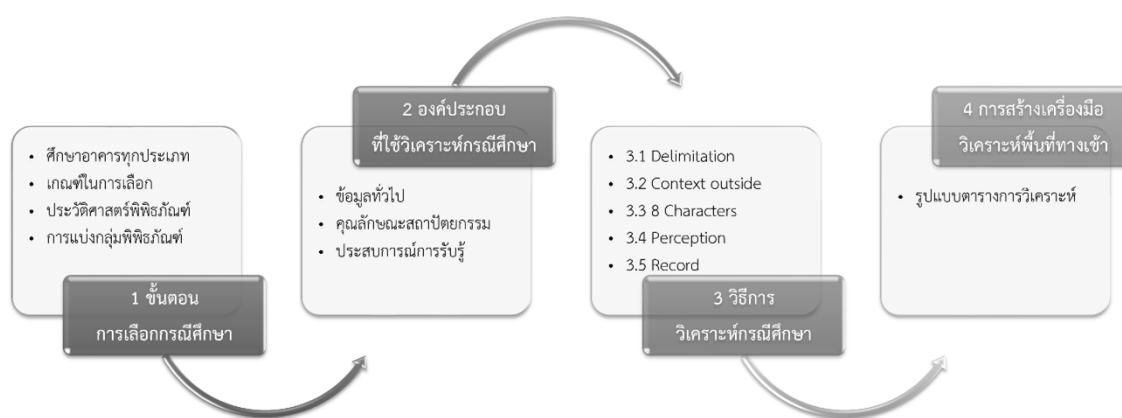 • ศึกษาอาคารทุกประเภท
• เกณฑ์ในการเลือก
• ประวัติศาสตร์พิพิธภัณฑ์
• การแบ่งกลุ่มพิพิธภัณฑ์
1 ขั้นตอน
การเลือกกรณีศึกษา
2 องค์ประกอบ
ที่ใช้วิเคราะห์กรณีศึกษา
• ข้อมูลทั่วไป
• คุณลักษณะสถาปัตยกรรม
• ประสบการณ์การรับรู้
• 3.1 Delimitation
• 3.2 Context outside
• 3.3 8 Characters
• 3.4 Perception
• 3.5 Record
3 วิธีการ
วิเคราะห์กรณีศึกษา
4 การสร้างเครื่องมือ
วิเคราะห์พื้นที่ทางเข้า
• รูปแบบตารางการวิเคราะห์